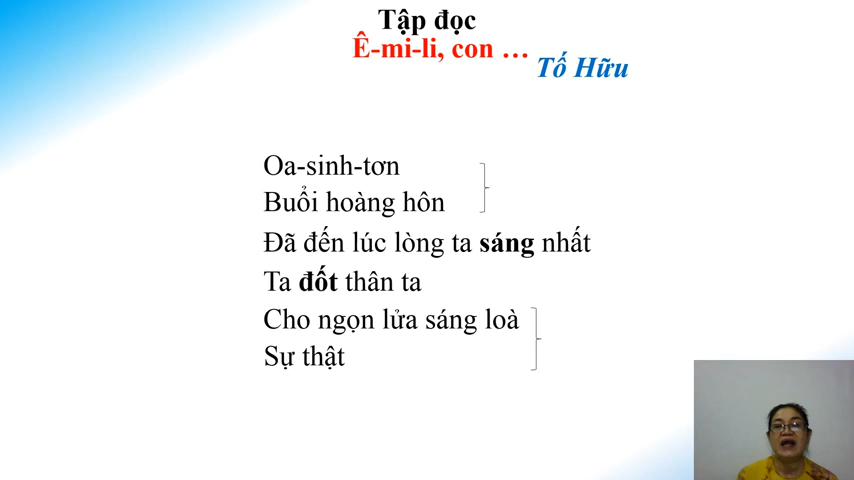 Tập đọc
Ê-mi-li, con …
Tố Hữu
Oa-sinh-tơn
Buổi hoàng hôn
Đã đến lúc lòng ta sáng nhất
Ta đốt thân ta
Cho ngọn lửa sáng loà
Sự thật